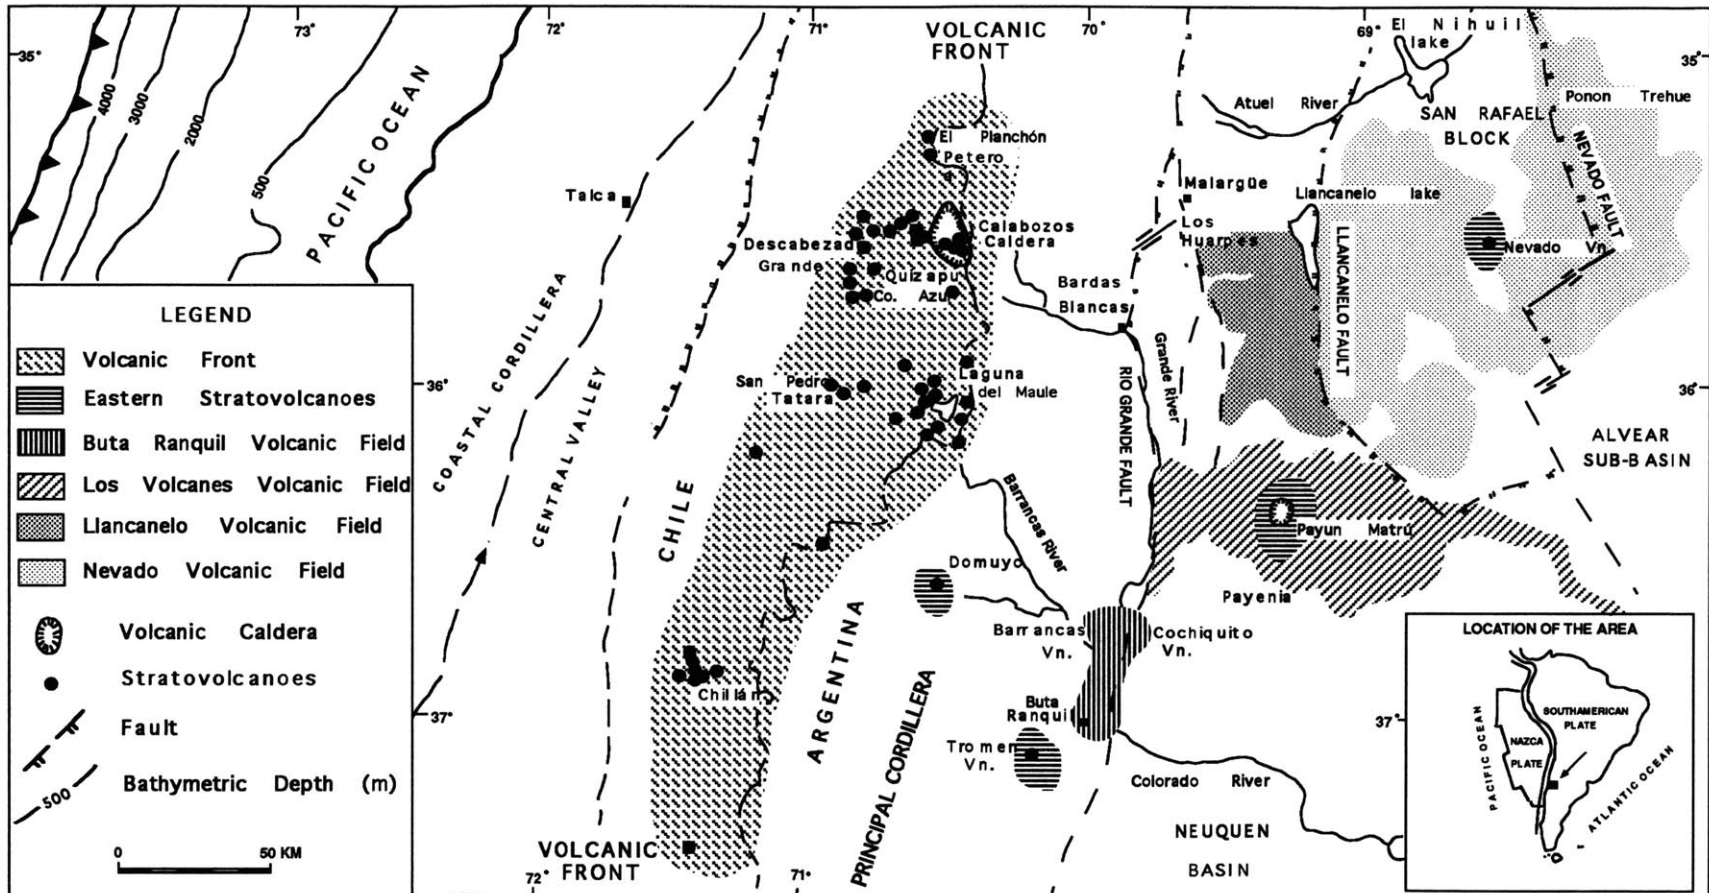 73°
72°
71°
70
69
35°
35°
VOLCANIC
FRONT
El Nihuil
lake
4000
3000
2000
500
PACIFIC OCEAN
Atuel River
Ponon Trehue
SAN RAFAEL
BLOCK
NEVADO FAULT
El Planchón
Petero
a
Talca
Malargüe
Llancanelo lake
Los
Huarpes
Calabozos
Caldera
Descabezad
Grande
Quizapu
Co. Azul
Nevado Vn.
LLANCANELO FAULT
Bardas
Blancas
Grande River
RIO GRANDE FAULT
COASTAL CORDILLERA
CENTRAL VALLEY
CHILE
LEGEND
Volcanic Front
Eastern Stratovolcanoes
Buta Ranquil Volcanic Field
Los Volcanes Volcanic Field
Llancanelo Volcanic Field
Nevado Volcanic Field
Volcanic Caldera
Stratovolcanoes
Fault
500
Bathymetric Depth (m)
0 50 KM
36°
36°
San Pedro
Tatara
Laguna
del Maule
ALVEAR
SUB-BASIN
Barrancas River
Payun Matrú
Domuyo
Payenia
Barrancas
Vn.
Cochiquito
Vn.
ARGENTINA
PRINCIPAL CORDILLERA
Chillán
37°
37°
Buta
Ranquil
Tromen
Vn.
Colorado River
NEUQUEN
BASIN
VOLCANIC
FRONT
72°
71°
LOCATION OF THE AREA
PACIFIC OCEAN
SOUTHAMERICAN
PLATE
NAZCA
PLATE
ATLANTIC OCEAN